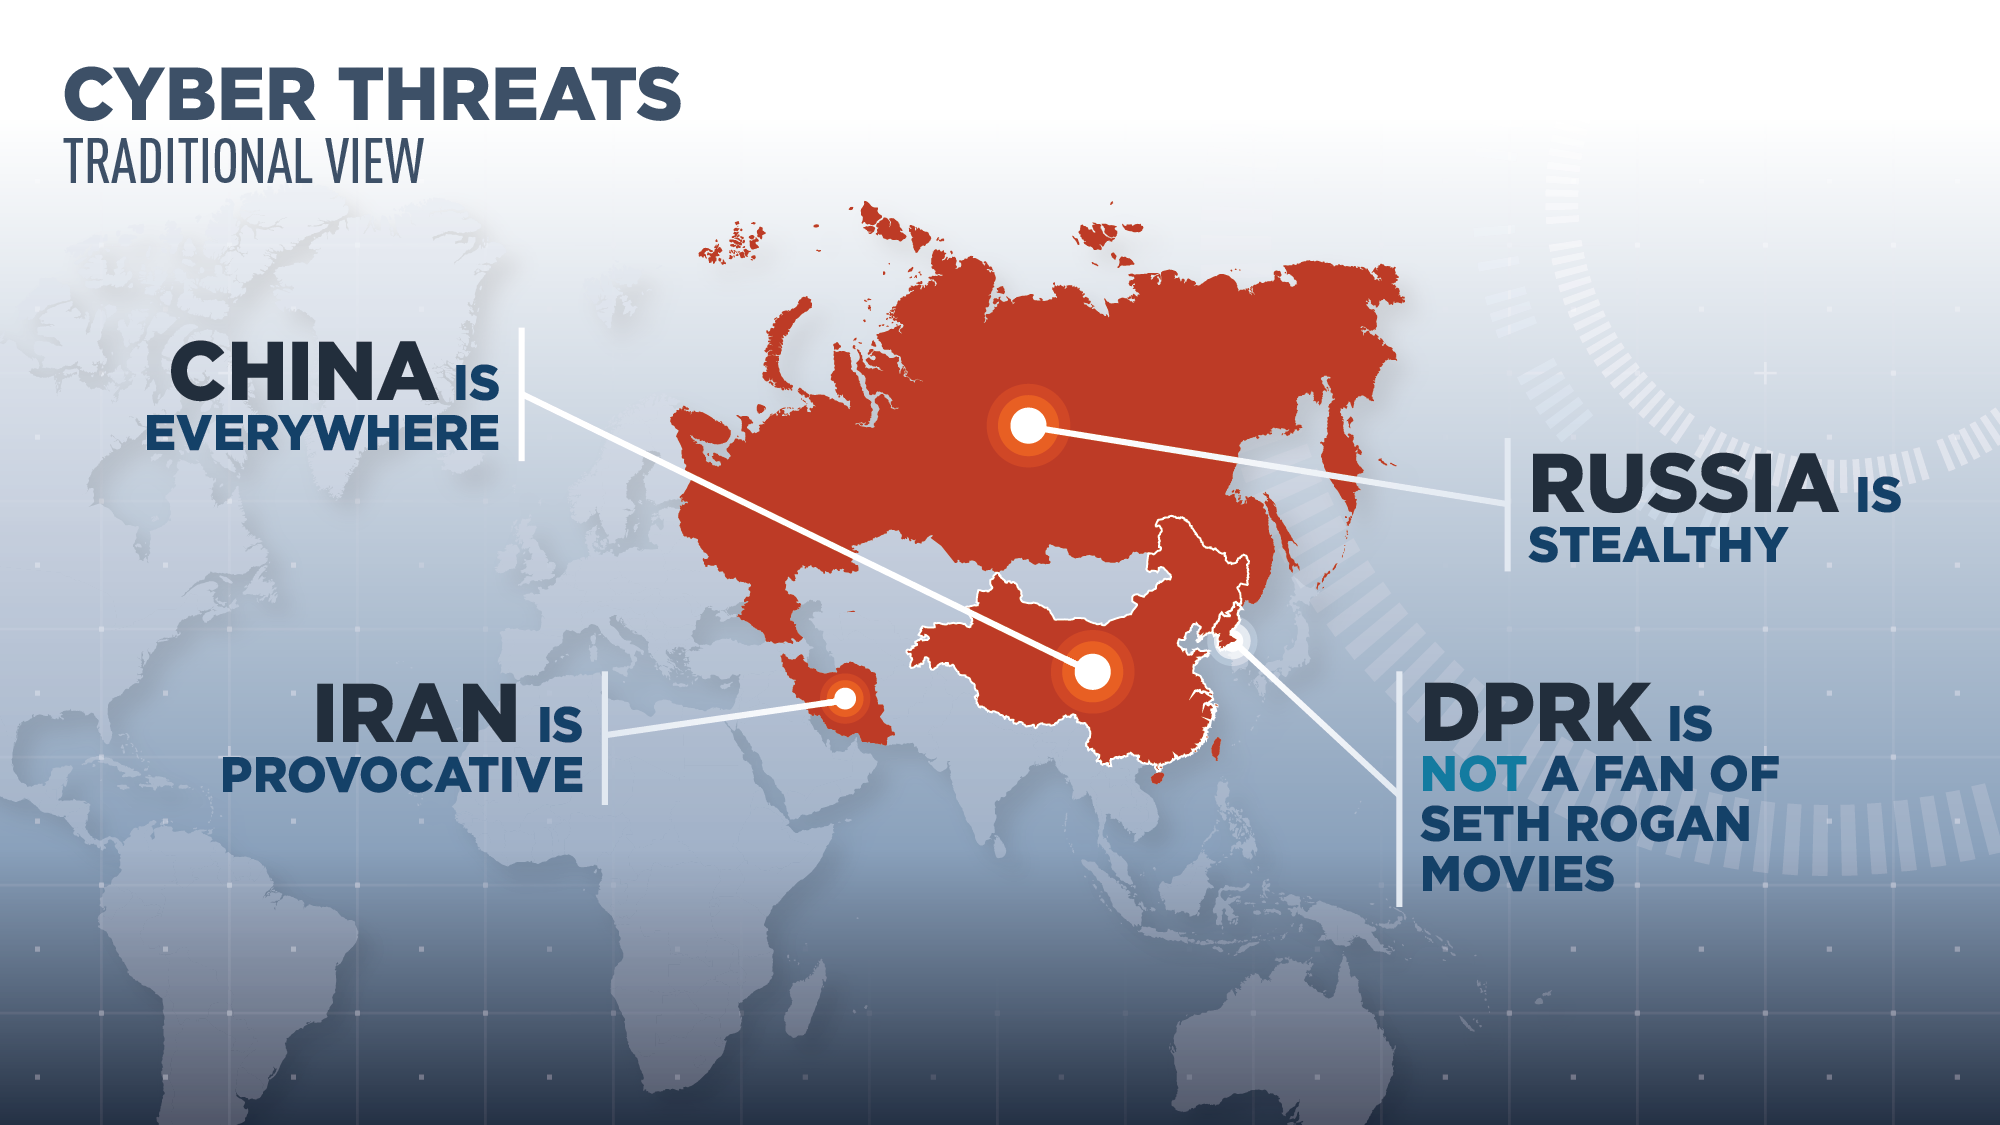 CYBER THREATS
TRADITIONAL VIEW
CHINA IS
EVERYWHERE
RUSSIA IS
STEALTHY
IRAN IS
PROVOCATIVE
DPRK IS
NOT A FAN OF
SETH ROGAN
MOVIES